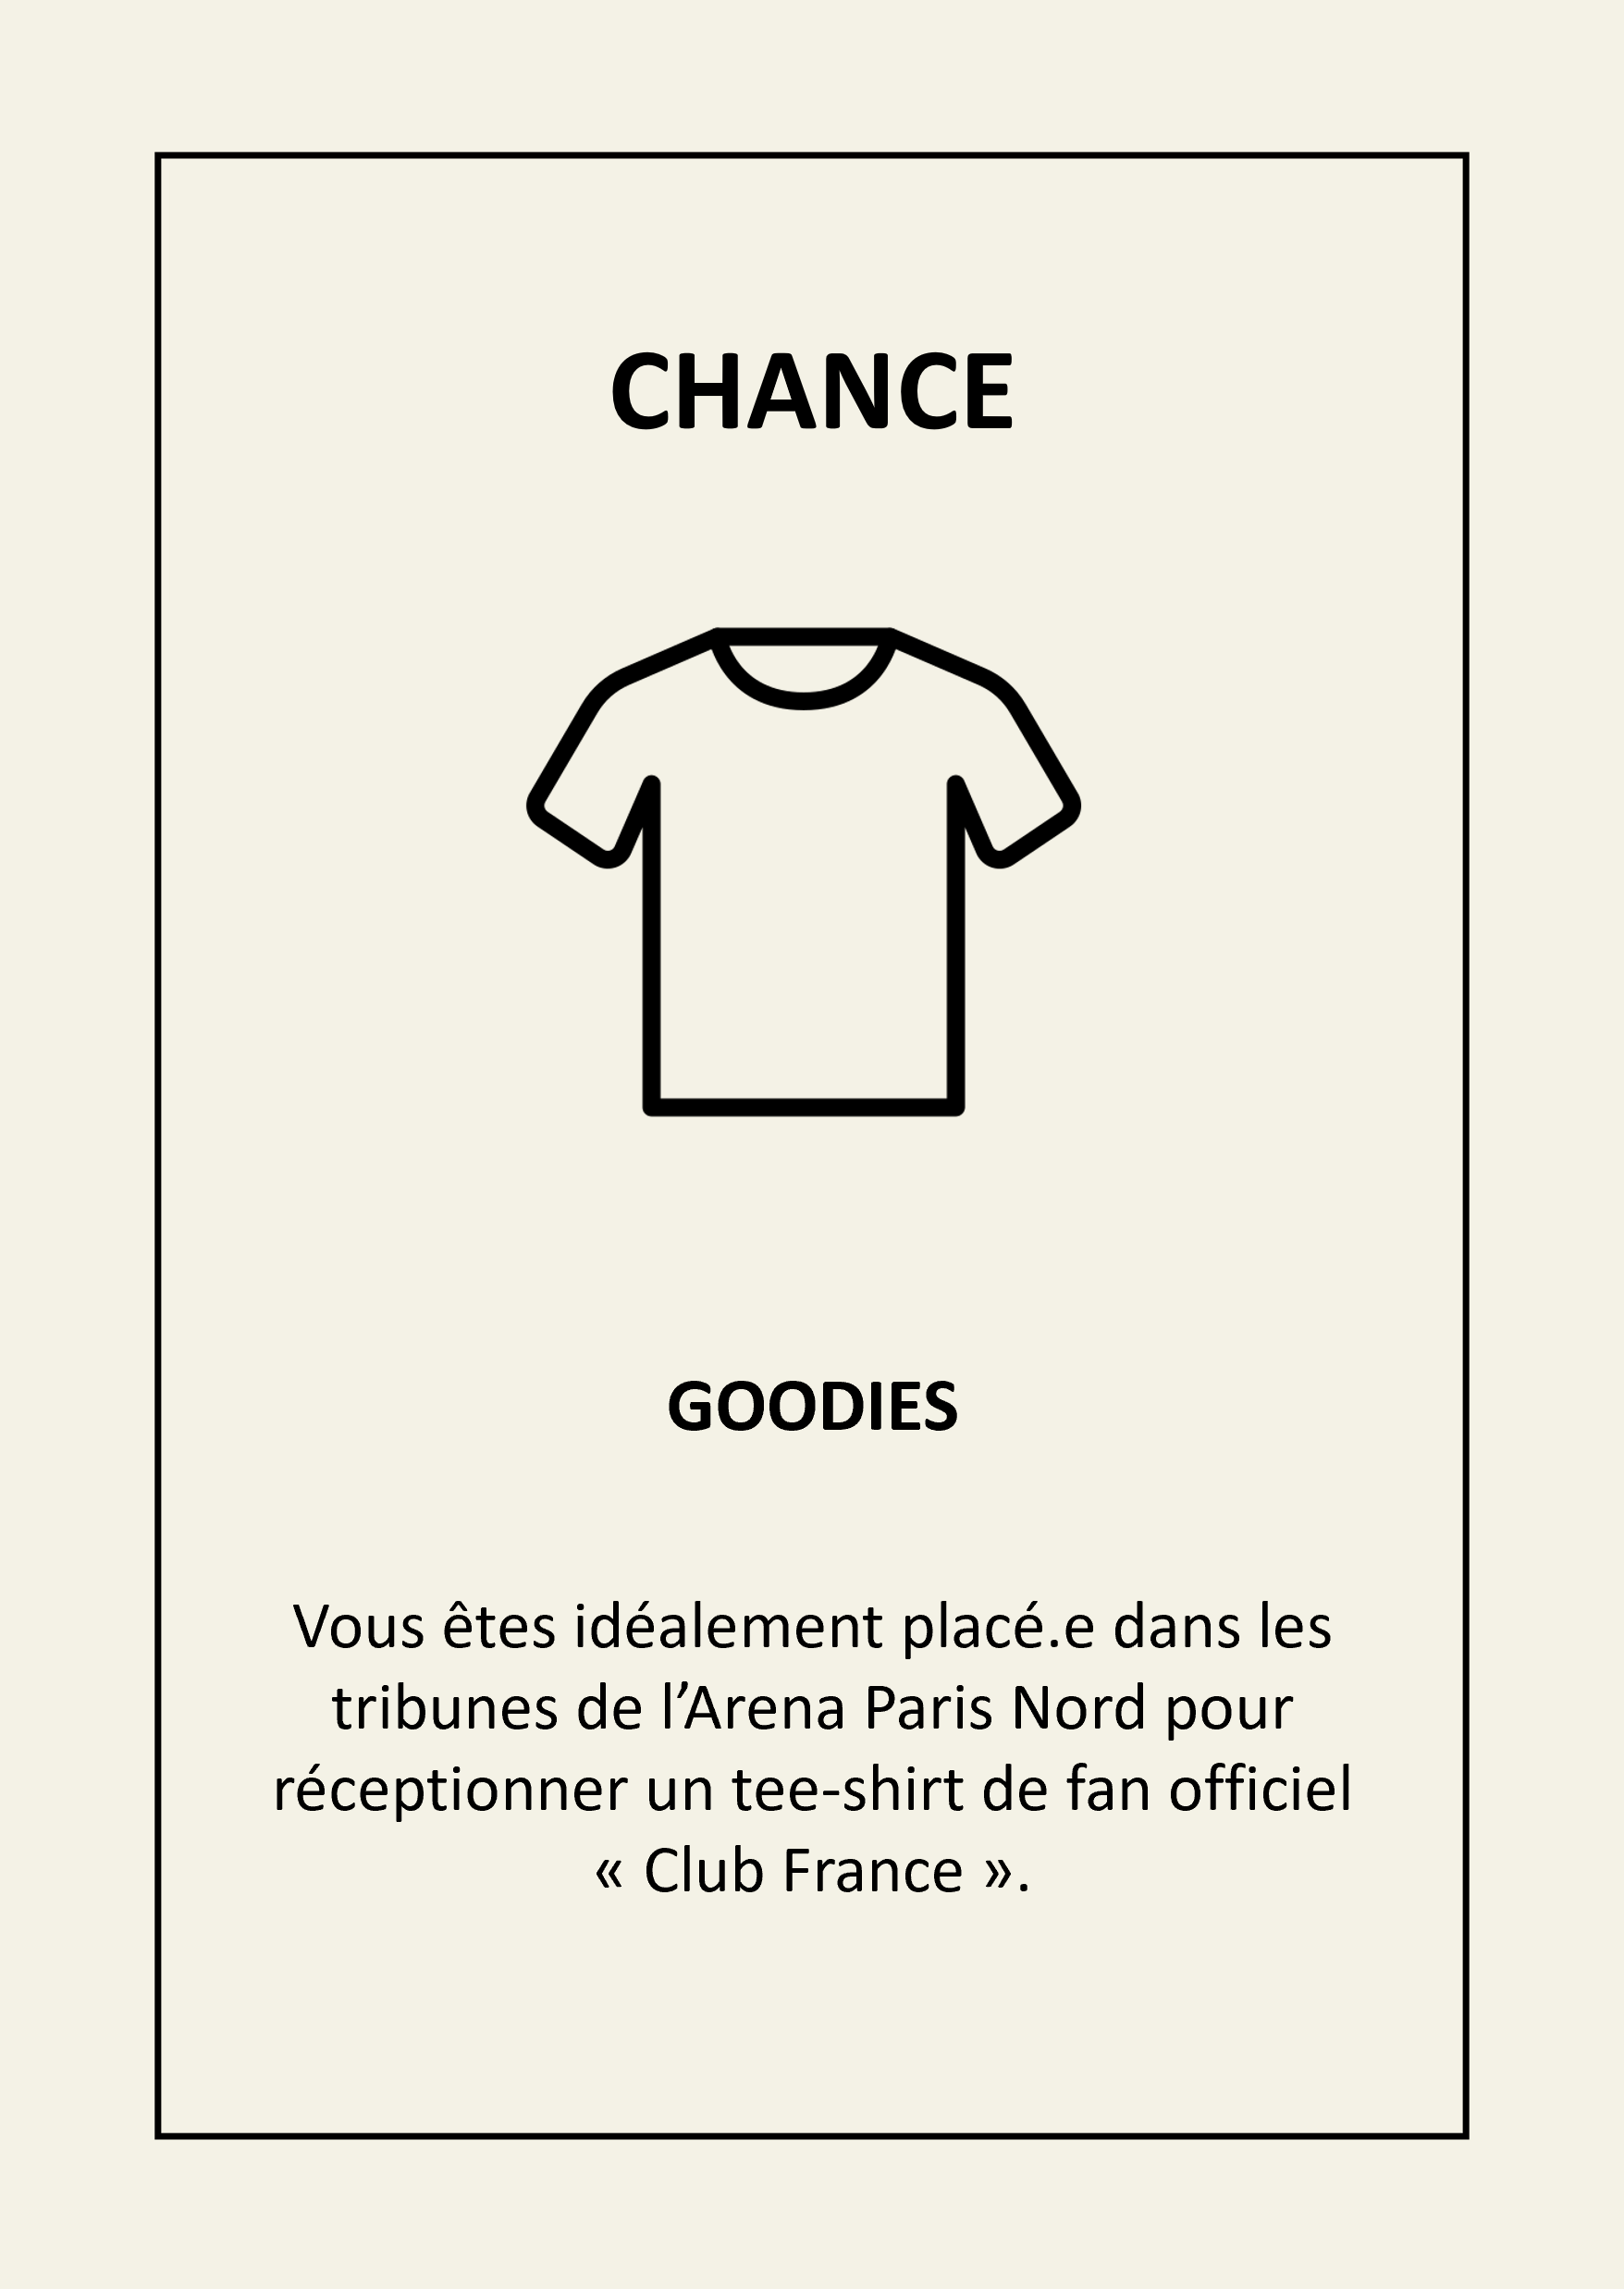 CHANCE
GOODIES
Vous êtes idéalement placé.e dans les
tribunes de l’Arena Paris Nord pour
réceptionner un tee-shirt de fan officiel
« Club France ».